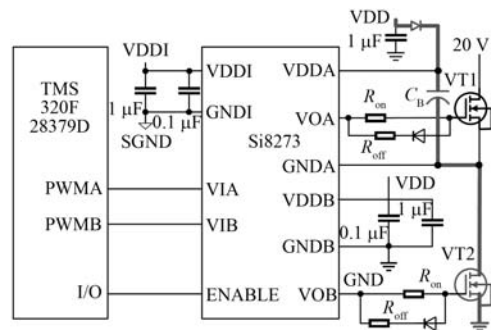 VDD
1 μF
20 V
VDDI
VDDI
VDDA
VT1
TMS
320F
28379D
1 μF
0.1 μF
GNDI
SGND
Si8273
VOA
Ron
CB
Roff
GNDA
PWMA
VIA
VDD
VDDB
1 μF
PWMB
VIB
0.1 μF
GNDB
VT2
I/O
ENABLE
VOB
GND
Ron
Roff